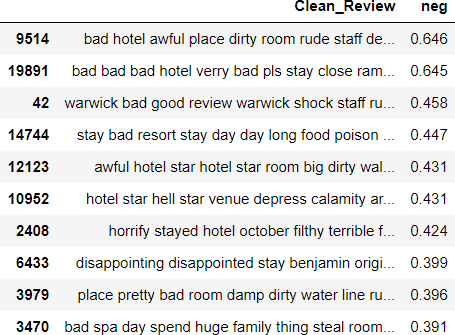 Clean_Review neg
9514 bad hotel awful place dirty room rude staff de... 0.646
19891 bad bad bad hotel verry bad pls stay close ram... 0.645
42 warwick bad good review warwick shock staff ru... 0.458
14744 stay bad resort stay day day long food poison ... 0.447
12123 awful hotel star hotel star room big dirty wal... 0.431
10952 hotel star hell star venue depress calamity ar... 0.431
2408 horrify stayed hotel october filthy terrible f... 0.424
6433 disappointing disappointed stay benjamin origi... 0.399
3979 place pretty bad room damp dirty water line ru... 0.396
3470 bad spa day spend huge family thing steal room... 0.391